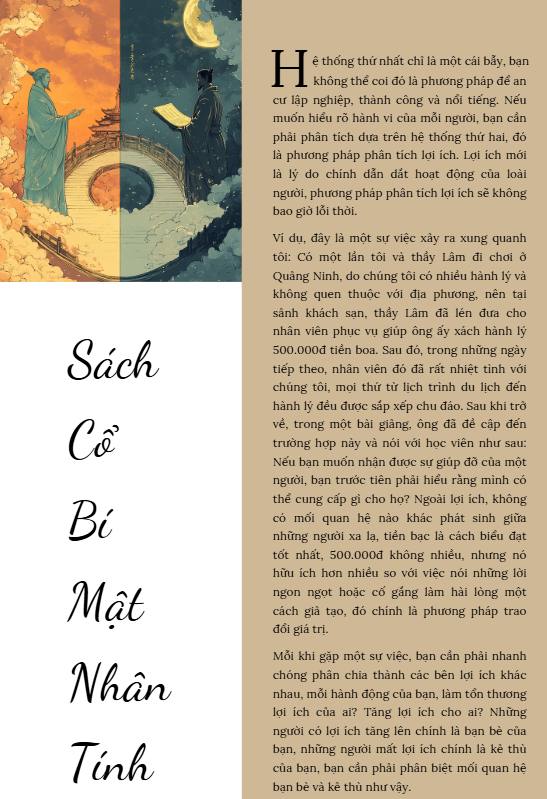 Sách
Cổ
Bí
Mật
Nhân
Tính
Hệ thống thứ nhất chỉ là một cái bẫy, bạn
không thể coi đó là phương pháp để an
cư lập nghiệp, thành công và nổi tiếng. Nếu
muốn hiểu rõ hành vi của mỗi người, bạn cần
phải phân tích dựa trên hệ thống thứ hai, đó
là phương pháp phân tích lợi ích. Lợi ích mới
là lý do chính dẫn dắt hoạt động của loài
người, phương pháp phân tích lợi ích sẽ không
bao giờ lỗi thời.
Ví dụ, đây là một sự việc xảy ra xung quanh
tôi: Có một lần tôi và thầy Lâm đi chơi ở
Quảng Ninh, do chúng tôi có nhiều hành lý và
không quen thuộc với địa phương, nên tại
sảnh khách sạn, thầy Lâm đã lén đưa cho
nhân viên phục vụ giúp ông ấy xách hành lý
500.000đ tiền boa. Sau đó, trong những ngày
tiếp theo, nhân viên đó đã rất nhiệt tình với
chúng tôi, mọi thứ từ lịch trình du lịch đến
hành lý đều được sắp xếp chu đáo. Sau khi trở
về, trong một bài giảng, ông đã đề cập đến
trường hợp này và nói với học viên như sau:
Nếu bạn muốn nhận được sự giúp đỡ của một
người, bạn trước tiên phải hiểu rằng mình có
thể cung cấp gì cho họ? Ngoài lợi ích, không
có mối quan hệ nào khác phát sinh giữa
những người xa lạ, tiền bạc là cách biểu đạt
tốt nhất, 500.000đ không nhiều, nhưng nó
hữu ích hơn nhiều so với việc nói những lời
ngon ngọt hoặc cố gắng làm hài lòng một
cách giả tạo, đó chính là phương pháp trao
đổi giá trị.
Mỗi khi gặp một sự việc, bạn cần phải nhanh
chóng phân chia thành các bên lợi ích khác
nhau, mỗi hành động của bạn, làm tổn thương
lợi ích của ai? Tăng lợi ích cho ai? Những
người có lợi ích tăng lên chính là bạn bè của
bạn, những người mất lợi ích chính là kẻ thù
của bạn, bạn cần phải phân biệt mối quan hệ
bạn bè và kẻ thù như vậy.